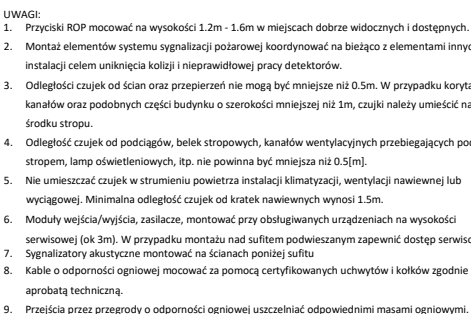 UWAGI:
1. Przyciski ROP mocować na wysokości 1.2m - 1.6m w miejscach dobrze widocznych i dostępnych.
2. Montaż elementów systemu sygnalizacji pożarowej koordynować na bieżąco z elementami
instalacji celem uniknięcia kolizji i nieprawidłowej pracy detektorów.
3. Odległości czujek od ścian oraz przepierzeń nie mogą być mniejsze niż 0.5m. W przypadku
kanałów oraz podobnych części budynku o szerokości mniejszej niż 1m, czujki należy umieścić na
środku stropu.
4. Odległość czujek od podciągów, belek stropowych, kanałów wentylacyjnych przebiegających
stropem, lamp oświetleniowych, itp. nie powinna być mniejsza niż 0.5[m].
5. Nie umieszczać czujek w strumieniu powietrza instalacji klimatyzacji, wentylacji nawiewnej lub
wyciągowej. Minimalna odległość czujek od kratek nawiewnych wynosi 1.5m.
6. Moduły wejścia/wyjścia, zasilacze, montować przy obsługiwanych urządzeniach na wysokości
serwisowej (ok 3m). W przypadku montażu nad sufitem podwieszanym zapewnić dostęp
7. Sygnalizatory akustyczne montować na ścianach poniżej sufitu
8. Kable o odporności ogniowej mocować za pomocą certyfikowanych uchwytów i kołków zgodnie
aprobatą techniczną.
9. Przejścia przez przegrody o odporności ogniowej uszczelniać odpowiednimi masami ogniowymi.